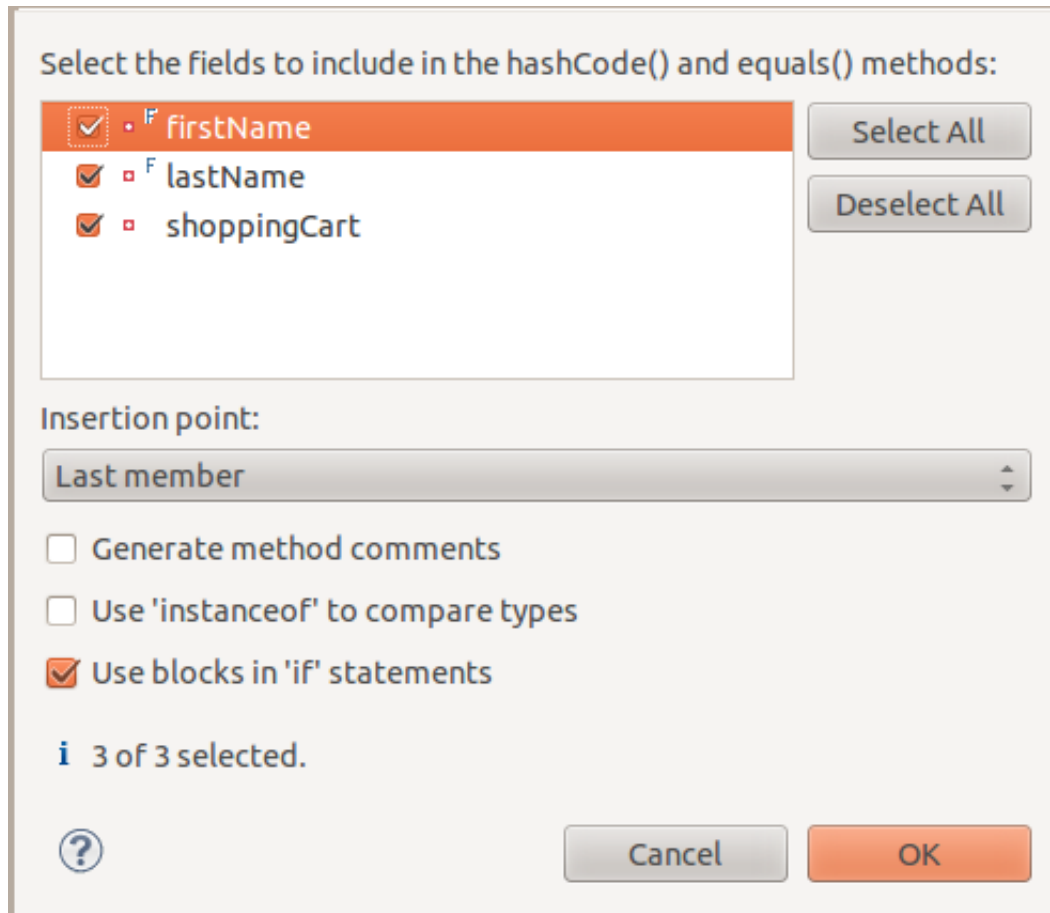 Select the fields to include in the hashCode() and equals() methods:
F firstName
F lastName
shoppingCart
Select All
Deselect All
Insertion point:
Last member
Generate method comments
Use 'instanceof' to compare types
Use blocks in 'if' statements
i 3 of 3 selected.
?
Cancel
OK